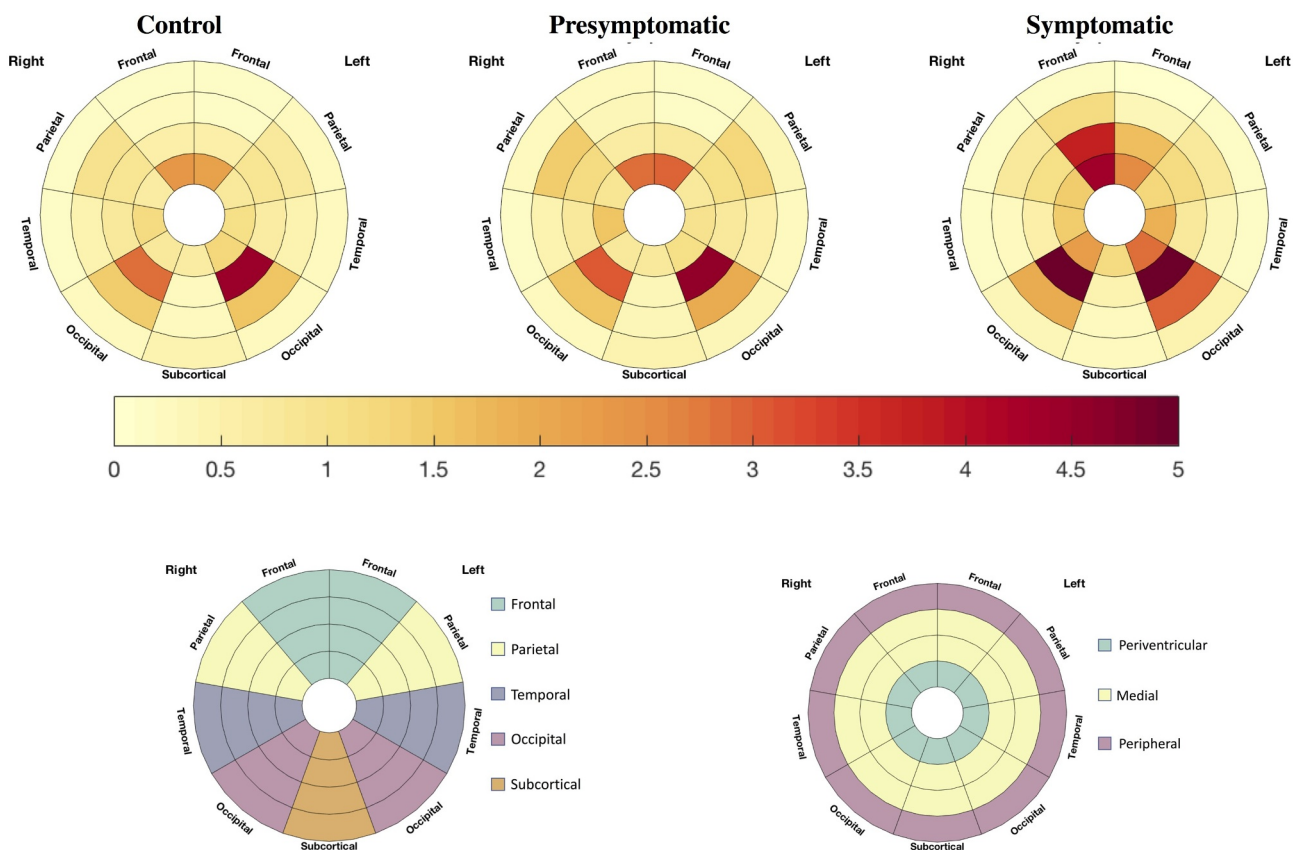 Control Presymptomatic Symptomatic
Right Frontal Frontal Left Right Frontal Frontal Left Right Frontal Frontal Left
Parietal Parietal Parietal Parietal Parietal Parietal
Temporal Temporal Temporal Temporal Temporal Temporal
Occipital Occipital Occipital Occipital Occipital Occipital
Subcortical Subcortical Subcortical
0 0.5 1 1.5 2 2.5 3 3.5 4 4.5 5
Right Frontal Frontal Left
Parietal Parietal
Temporal Temporal
Occipital Occipital
Subcortical
Frontal
Parietal
Temporal
Occipital
Subcortical
Right Frontal Frontal Left
Parietal Parietal
Temporal Temporal
Occipital Occipital
Subcortical
Periventricular
Medial
Peripheral